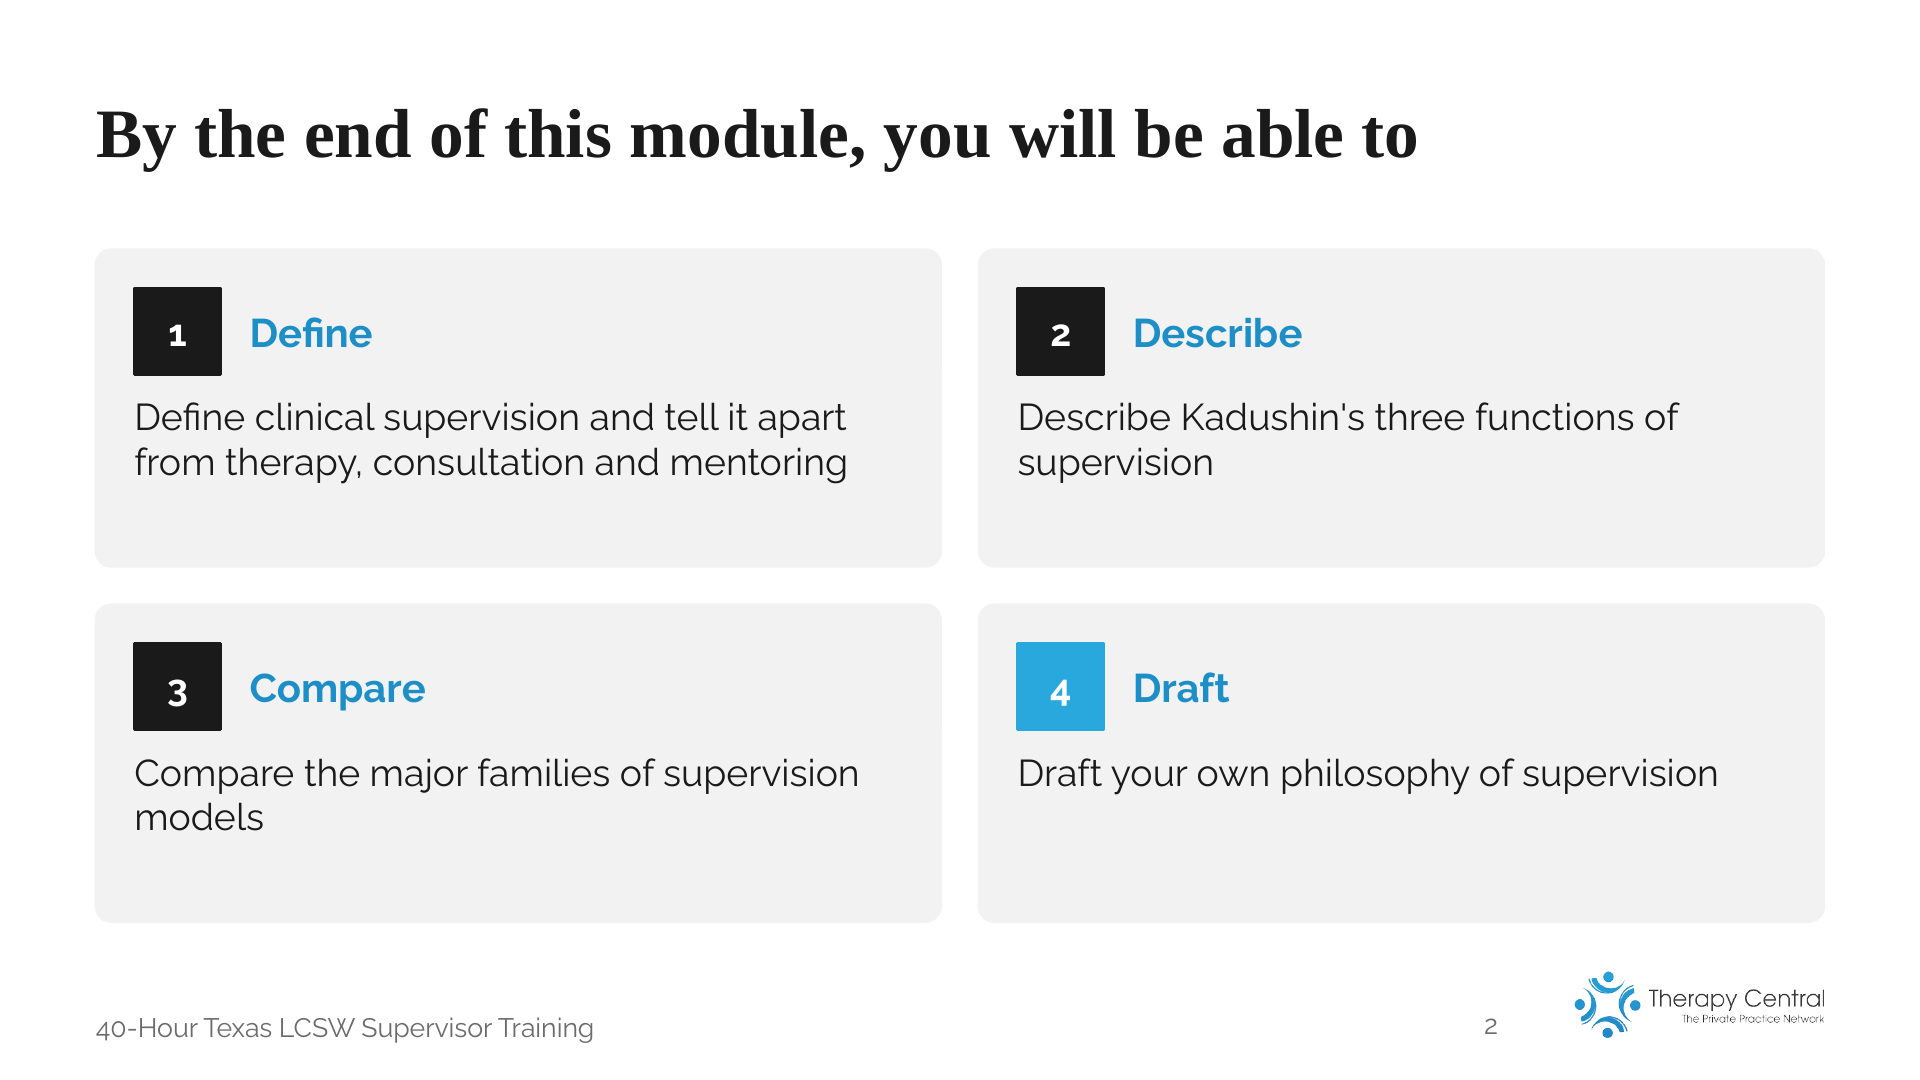 By the end of this module, you will be able to
1
Define
Define clinical supervision and tell it apart
from therapy, consultation and mentoring
2
Describe
Describe Kadushin's three functions of
supervision
3
Compare
Compare the major families of supervision
models
4
Draft
Draft your own philosophy of supervision
40-Hour Texas LCSW Supervisor Training
2
Therapy Central
The Private Practice Network